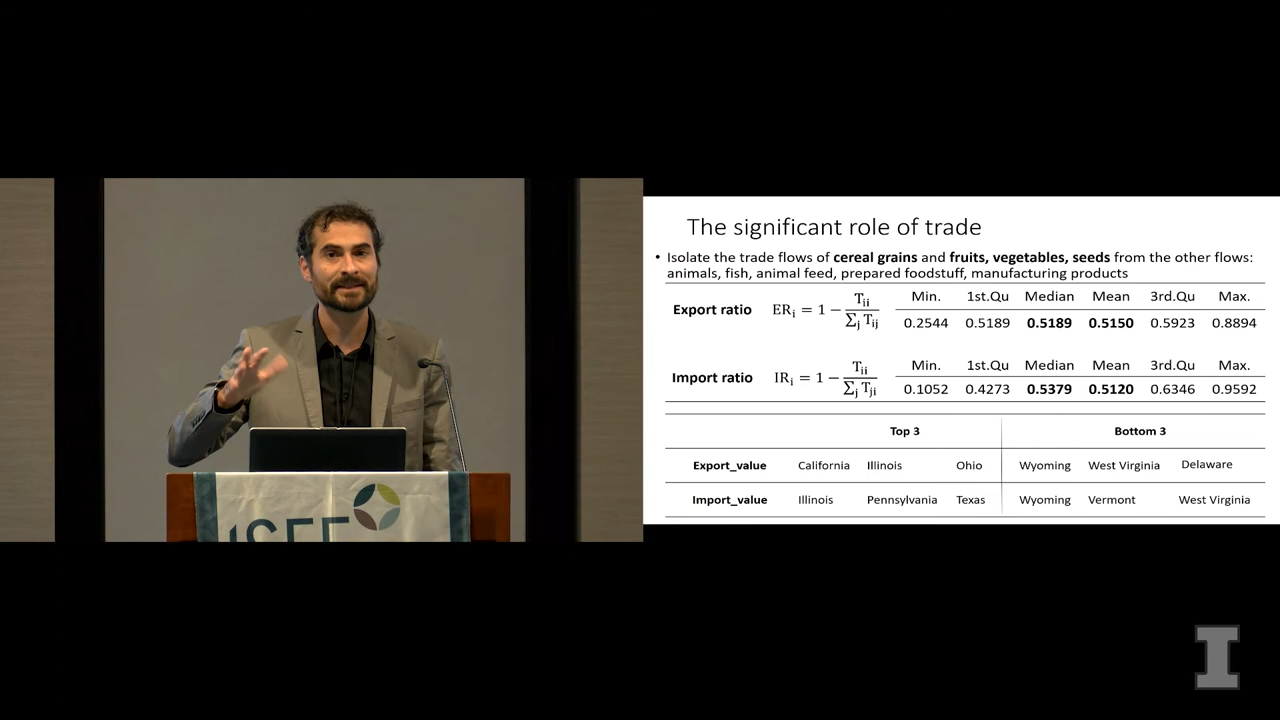 The significant role of trade
• Isolate the trade flows of cereal grains and fruits, vegetables, seeds from the other flows:
animals, fish, animal feed, prepared foodstuff, manufacturing products
Export ratio ERᵢ = 1 − Tᵢᵢ / ∑ⱼ Tᵢⱼ
Min. 1st.Qu Median Mean 3rd.Qu Max.
0.2544 0.5189 0.5189 0.5150 0.5923 0.8894
Import ratio IRᵢ = 1 − Tᵢᵢ / ∑ⱼ Tⱼᵢ
Min. 1st.Qu Median Mean 3rd.Qu Max.
0.1052 0.4273 0.5379 0.5120 0.6346 0.9592
Top 3 Bottom 3
Export_value California Illinois Ohio Wyoming West Virginia Delaware
Import_value Illinois Pennsylvania Texas Wyoming Vermont West Virginia
I